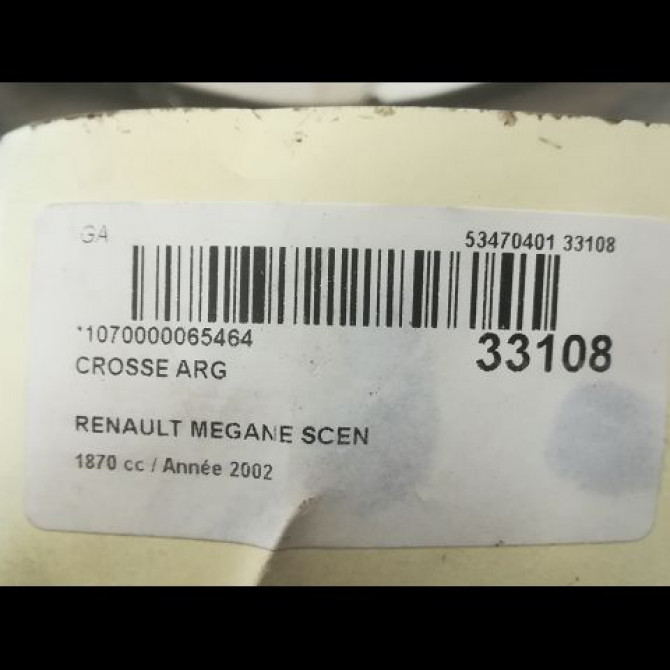 GA
53470401 33108
*1070000065464
33108
CROSSE ARG
RENAULT MEGANE SCEN
1870 cc / Année 2002